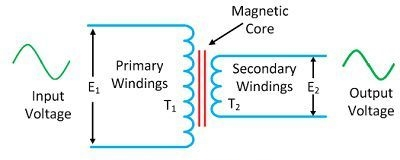 Magnetic
Core
Primary
Windings
Secondary
Windings
E1
T1
T2
E2
Input
Voltage
Output
Voltage